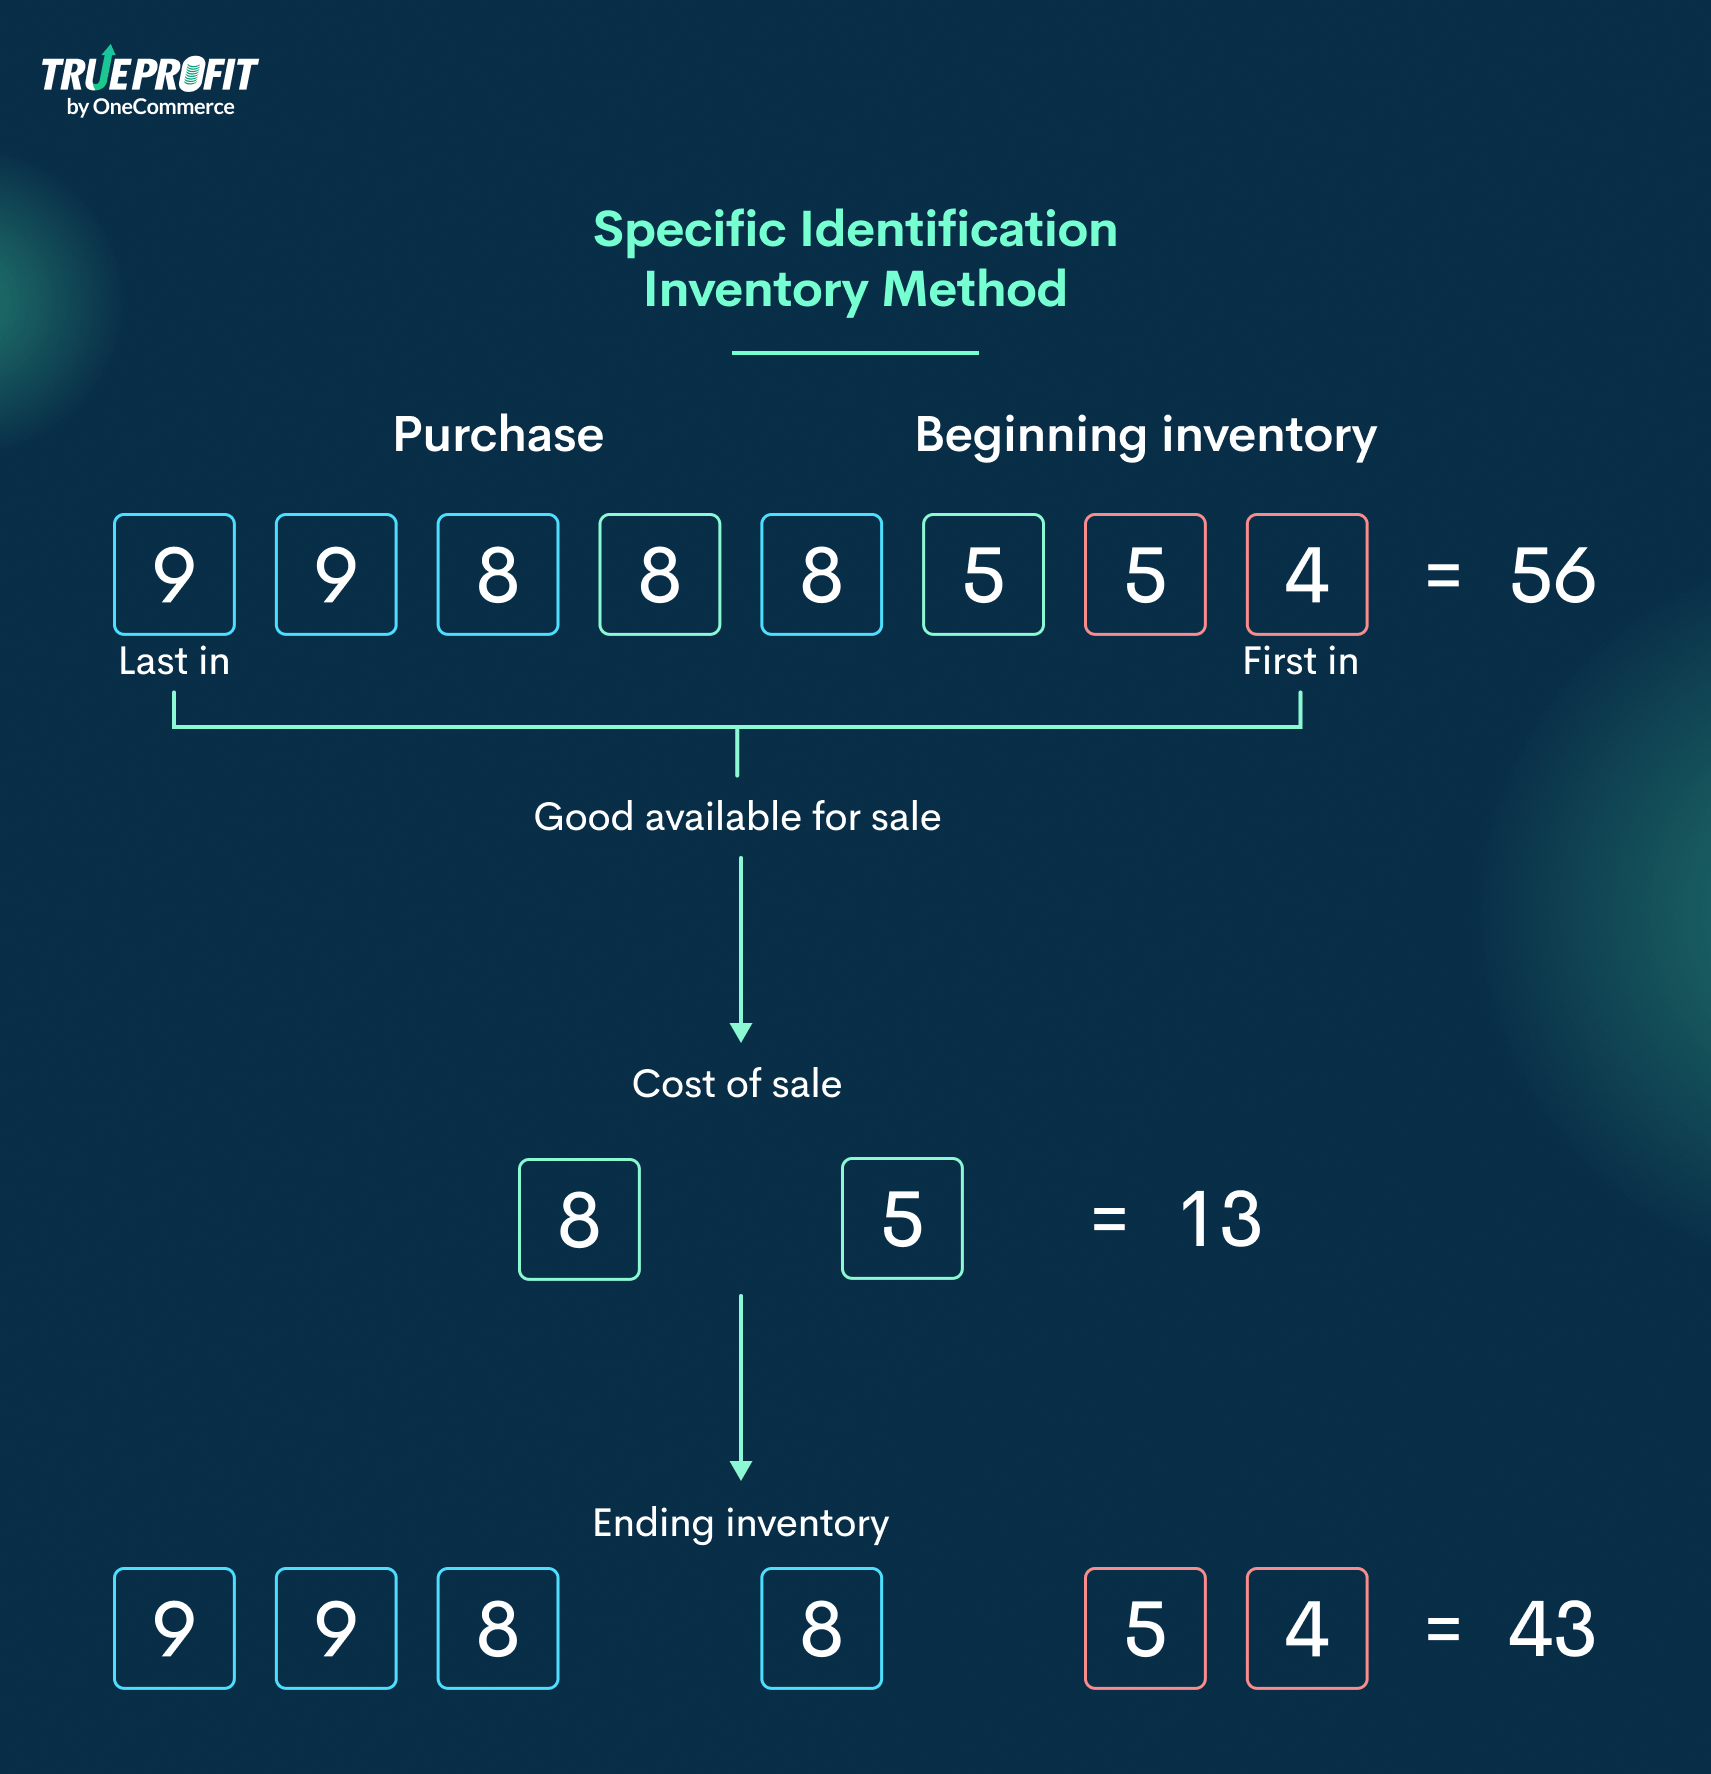 TRUEPROFIT
by OneCommerce
Specific Identification
Inventory Method
Purchase Beginning inventory
9 9 8 8 8 5 5 4 = 56
Last in First in
Good available for sale
Cost of sale
8 5 = 13
Ending inventory
9 9 8 8 5 4 = 43